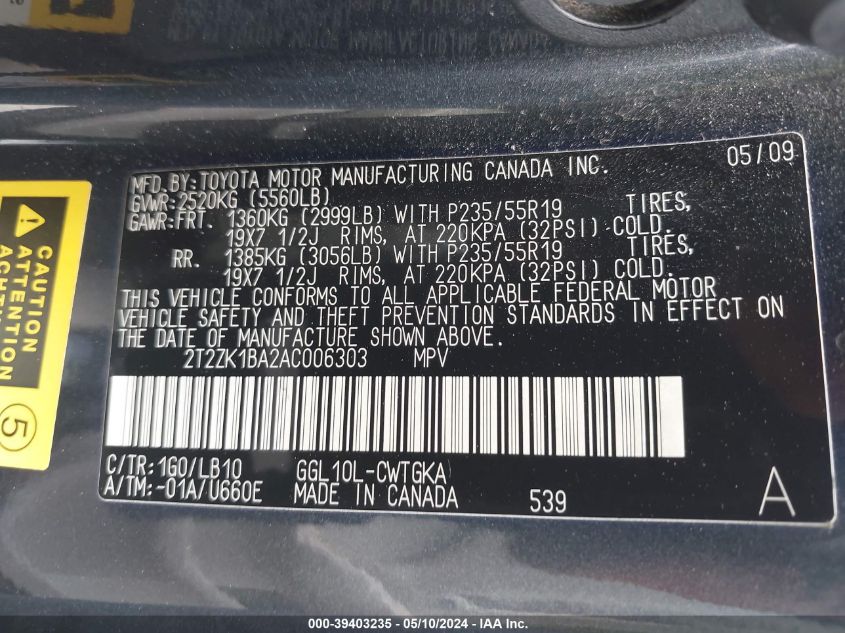 05/09
MFD.BY:TOYOTA MOTOR MANUFACTURING CANADA INC.
GVWR:2520KG (5560LB)
GAWR:FRT. 1360KG (2999LB) WITH P235/55R19 TIRES,
19X7 1/2J RIMS, AT 220KPA (32PSI) COLD.
RR. 1385KG (3056LB) WITH P235/55R19 TIRES,
19X7 1/2J RIMS, AT 220KPA (32PSI) COLD.
THIS VEHICLE CONFORMS TO ALL APPLICABLE FEDERAL MOTOR
VEHICLE SAFETY AND THEFT PREVENTION STANDARDS IN EFFECT ON
THE DATE OF MANUFACTURE SHOWN ABOVE.
2T2ZK1BA2AC006303 MPV
C/TR:1G0/LB10 GGL10L-CWTGKA
A/TM:-01A/U660E MADE IN CANADA 539 A
CAUTION
ATTENTION
5
000-39403235 - 05/10/2024 - IAA Inc.